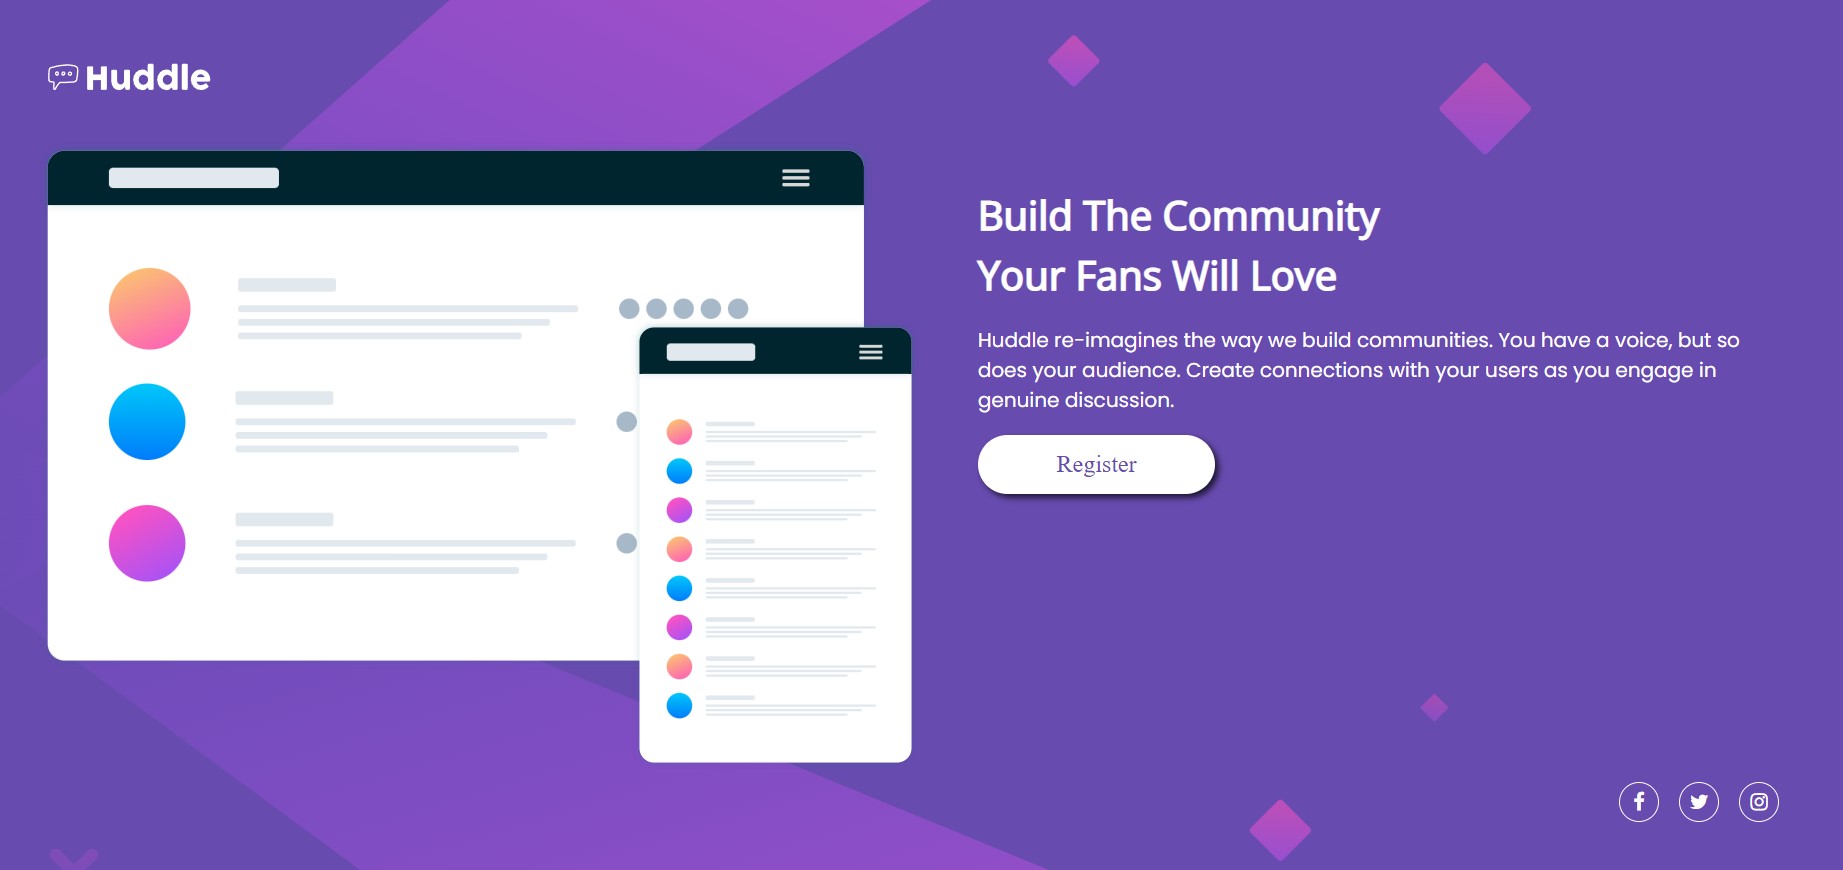 Huddle
Build The Community
Your Fans Will Love
Huddle re-imagines the way we build communities. You have a voice, but so
does your audience. Create connections with your users as you engage in
genuine discussion.
Register